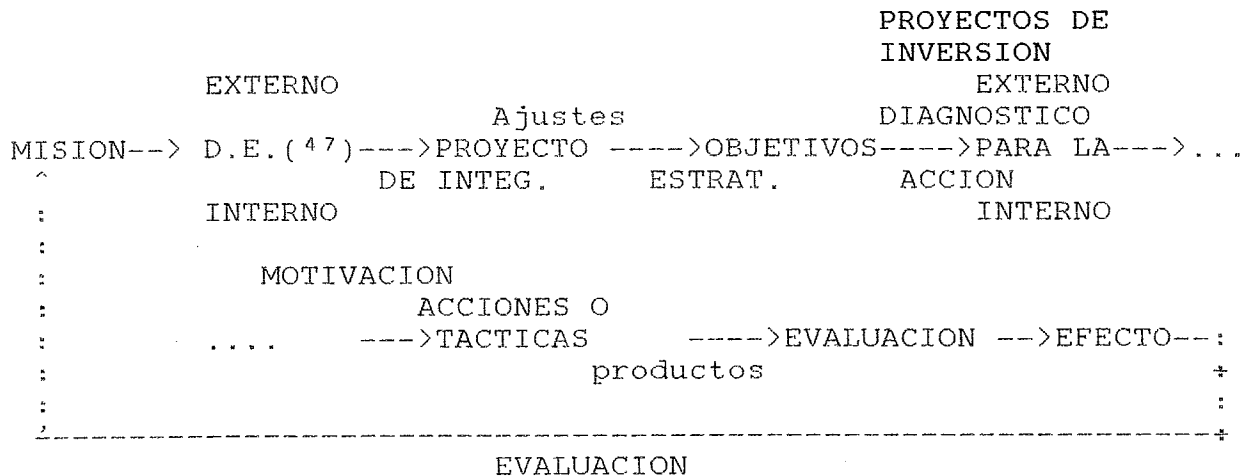 PROYECTOS DE
INVERSION
EXTERNO EXTERNO
Ajustes DIAGNOSTICO
MISION--> D.E.(47)--->PROYECTO ---->OBJETIVOS---->PARA LA--->...
^ DE INTEG. ESTRAT. ACCION
: INTERNO INTERNO
:
: MOTIVACION
: ACCIONES O
: .... --->TACTICAS ---->EVALUACION -->EFECTO--:
: productos :
: :
:-----------------------------------------------------------------------:
EVALUACION